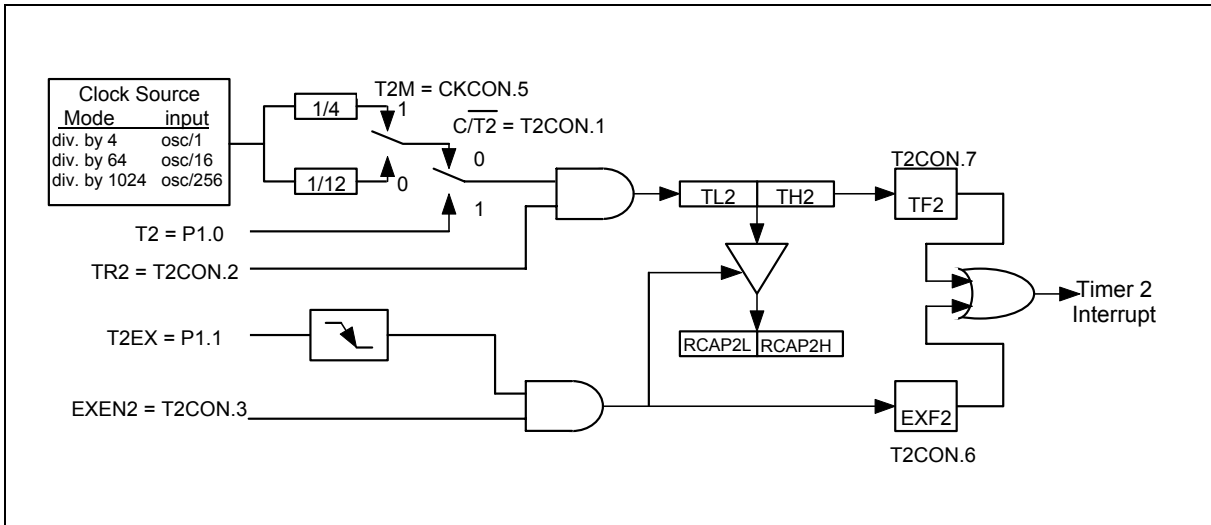 Clock Source
Mode input
div. by 4 osc/1
div. by 64 osc/16
div. by 1024 osc/256
1/4
1/12
T2M = CKCON.5
1
0
C/T2 = T2CON.1
0
1
T2 = P1.0
TR2 = T2CON.2
T2EX = P1.1
EXEN2 = T2CON.3
TL2 TH2
RCAP2L RCAP2H
T2CON.7
TF2
EXF2
T2CON.6
Timer 2
Interrupt